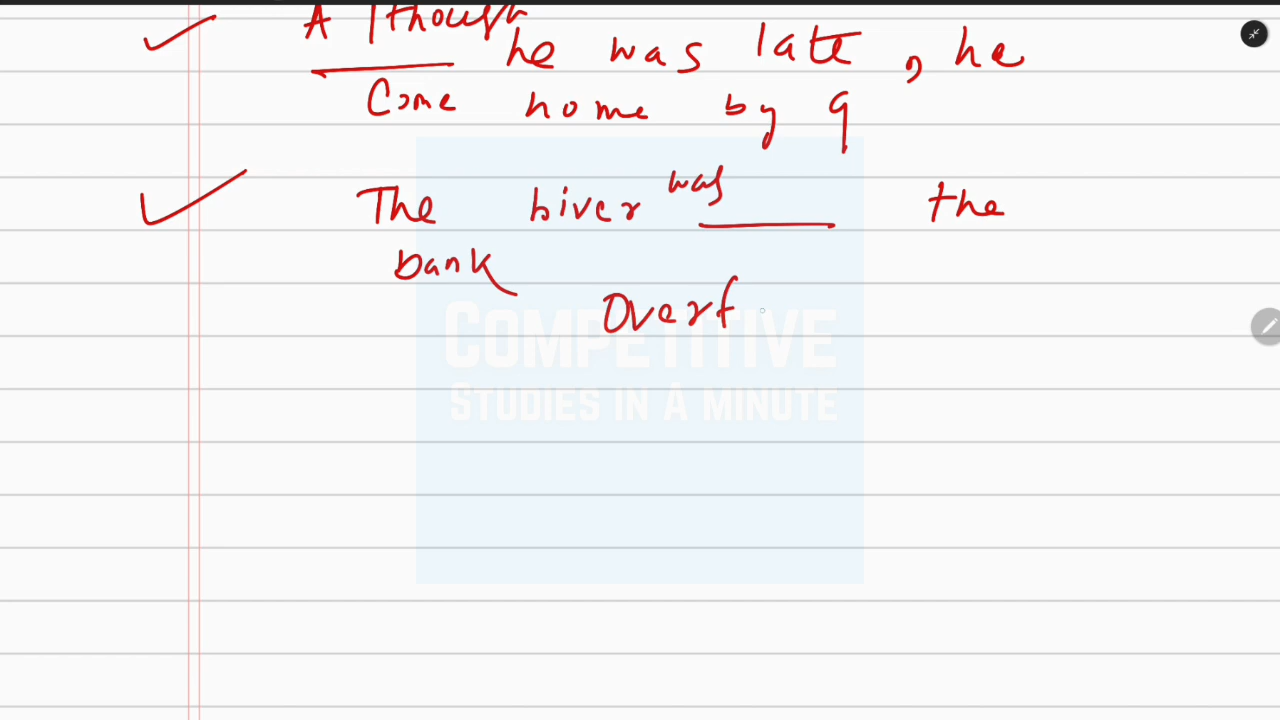 Although he was late, he
Come home by 9
The river was ______ the
bank
Overf
COMPETITIVE
STUDIES IN A MINUTE